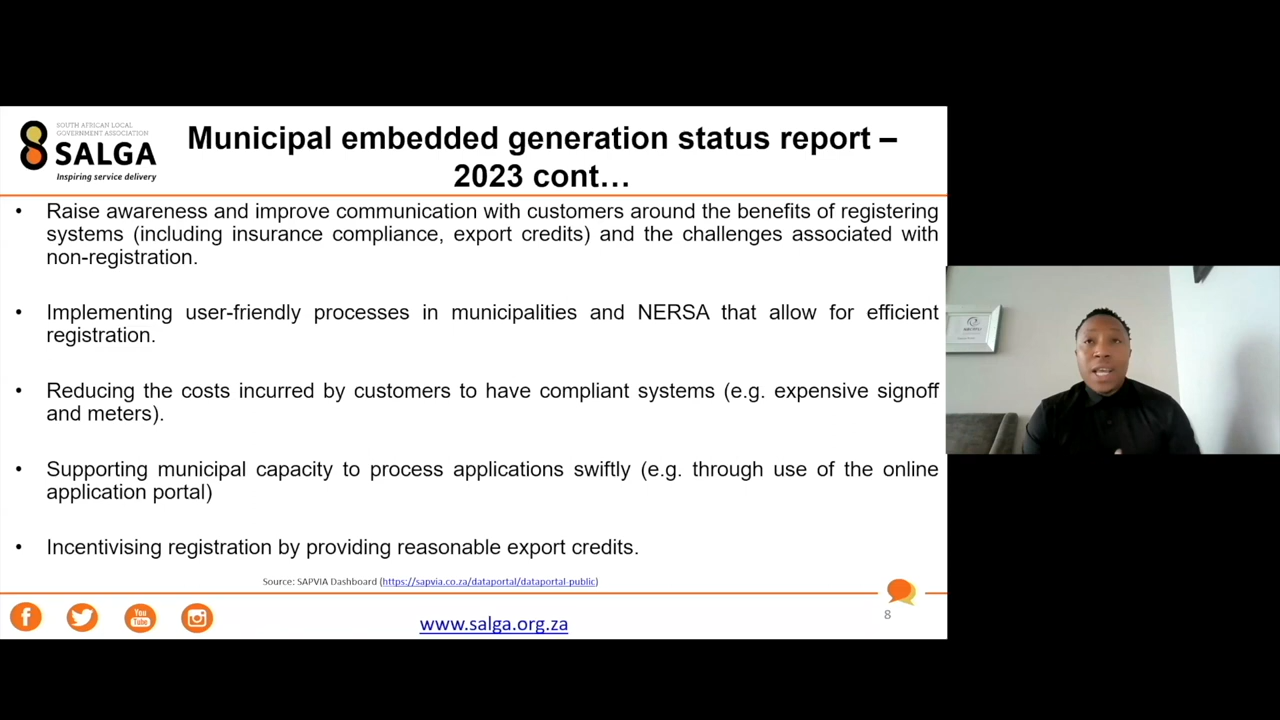 SOUTH AFRICAN LOCAL
GOVERNMENT ASSOCIATION
SALGA
Inspiring service delivery
Municipal embedded generation status report –
2023 cont…
• Raise awareness and improve communication with customers around the benefits of registering
systems (including insurance compliance, export credits) and the challenges associated with
non-registration.
• Implementing user-friendly processes in municipalities and NERSA that allow for efficient
registration.
• Reducing the costs incurred by customers to have compliant systems (e.g. expensive signoff
and meters).
• Supporting municipal capacity to process applications swiftly (e.g. through use of the online
application portal)
• Incentivising registration by providing reasonable export credits.
Source: SAPVIA Dashboard (https://sapvia.co.za/dataportal/dataportal-public)
You
Tube
www.salga.org.za
8